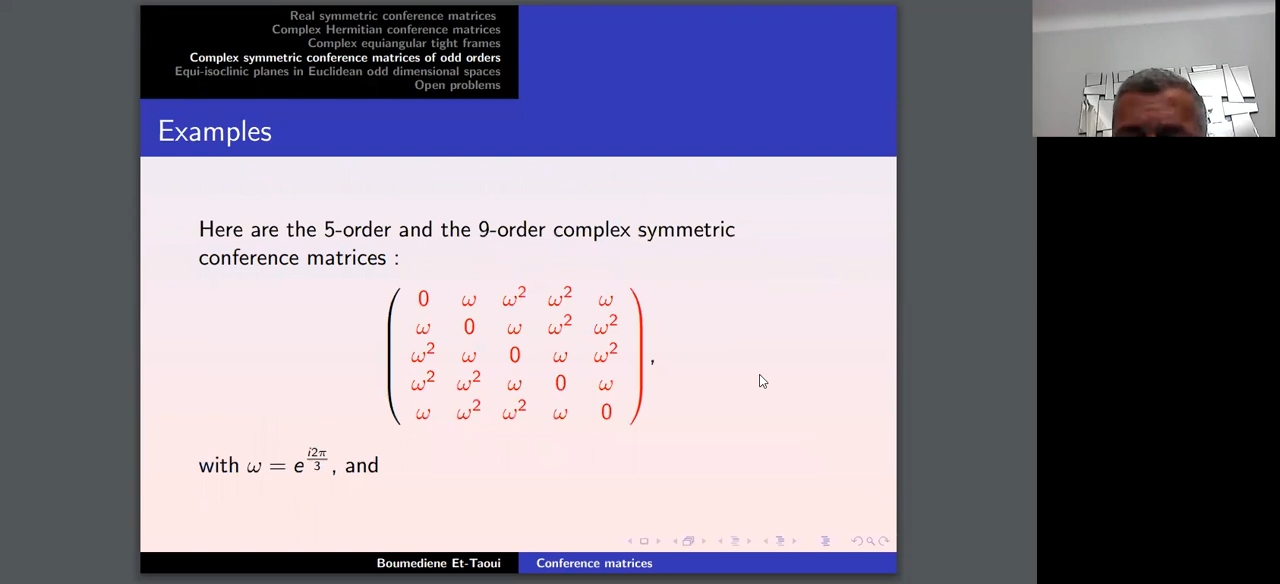 Real symmetric conference matrices
Complex Hermitian conference matrices
Complex equiangular tight frames
Complex symmetric conference matrices of odd orders
Equi-isoclinic planes in Euclidean odd dimensional spaces
Open problems
Examples
Here are the 5-order and the 9-order complex symmetric
conference matrices :
0 ω ω² ω² ω
ω 0 ω ω² ω²
ω² ω 0 ω ω² ,
ω² ω² ω 0 ω
ω ω² ω² ω 0
with ω = e^{i2π/3}, and
Boumediene Et-Taoui
Conference matrices